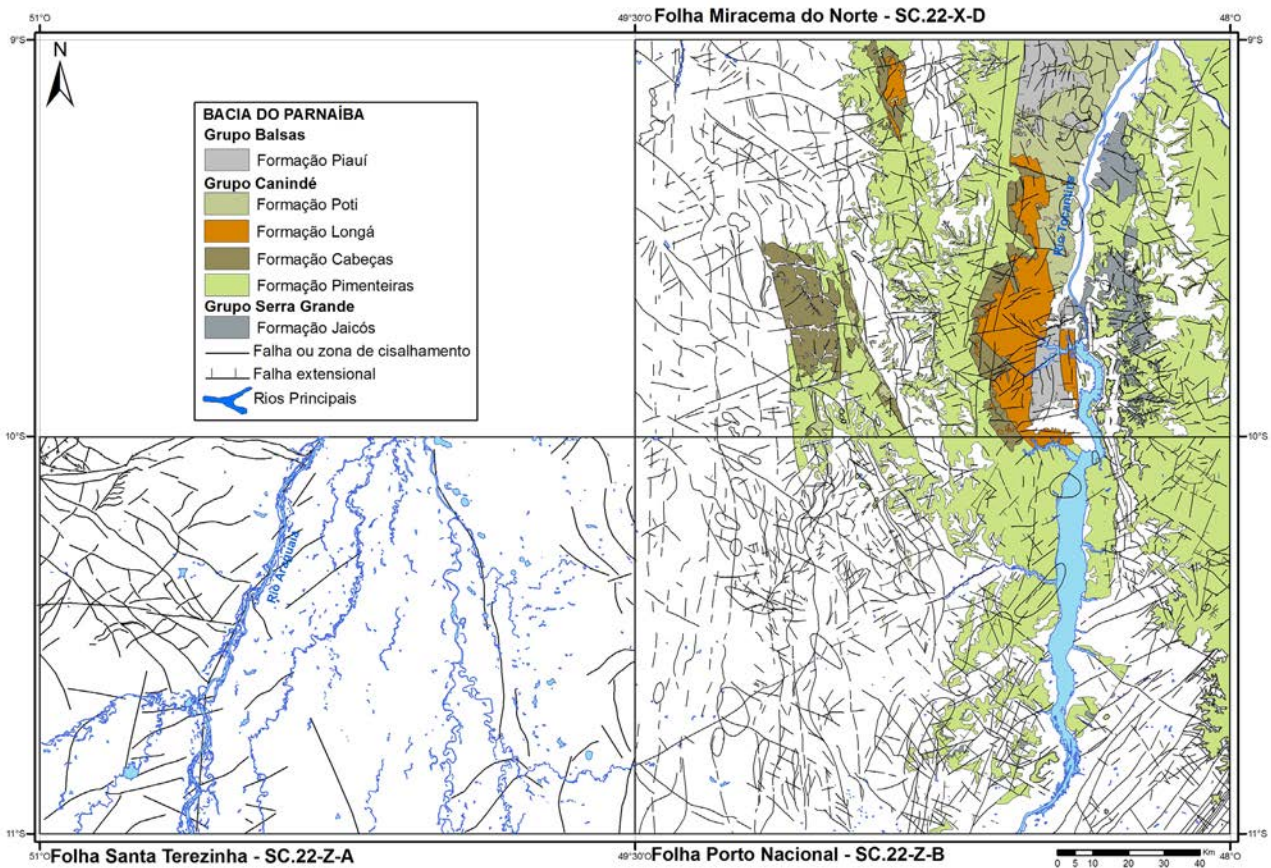 51°O
49°30'O
Folha Miracema do Norte - SC.22-X-D
48°O
9°S
9°S
N
BACIA DO PARNAÍBA
Grupo Balsas
Formação Piauí
Grupo Canindé
Formação Poti
Formação Longá
Formação Cabeças
Formação Pimenteiras
Grupo Serra Grande
Formação Jaicós
Falha ou zona de cisalhamento
Falha extensional
Rios Principais
Rio Tocantins
10°S
10°S
Rio Araguaia
11°S
11°S
51°O
Folha Santa Terezinha - SC.22-Z-A
49°30'O
Folha Porto Nacional - SC.22-Z-B
48°O
Km
0 5 10 20 30 40